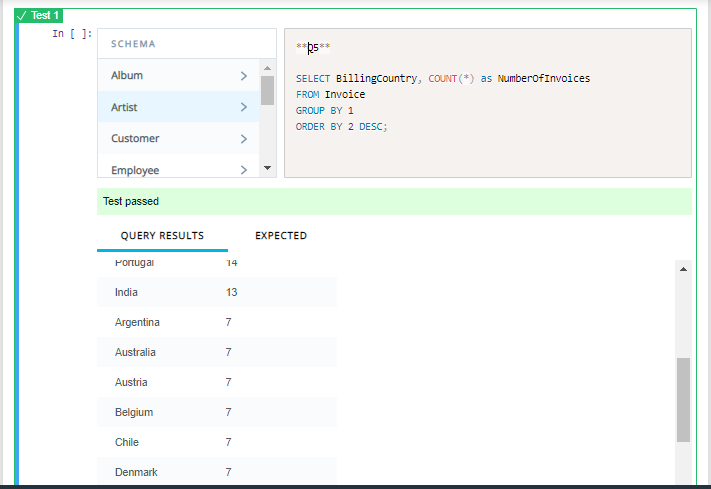 Test 1
In [ ]:
SCHEMA
Album
Artist
Customer
Employee
**Q5**
SELECT BillingCountry, COUNT(*) as NumberOfInvoices
FROM Invoice
GROUP BY 1
ORDER BY 2 DESC;
Test passed
QUERY RESULTS EXPECTED
Portugal 14
India 13
Argentina 7
Australia 7
Austria 7
Belgium 7
Chile 7
Denmark 7